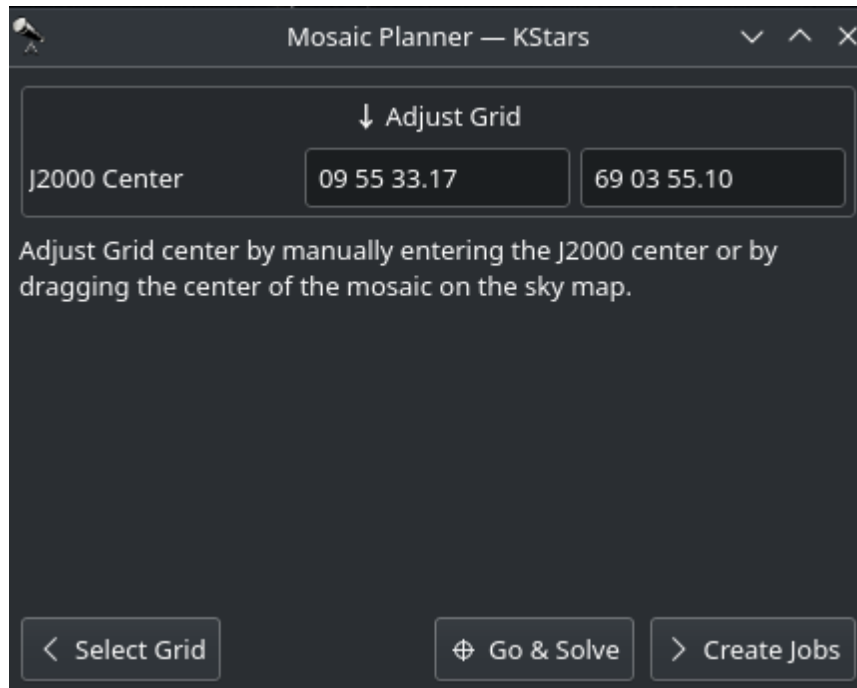 Mosaic Planner — KStars
↓ Adjust Grid
J2000 Center 09 55 33.17 69 03 55.10
Adjust Grid center by manually entering the J2000 center or by
dragging the center of the mosaic on the sky map.
Select Grid Go & Solve Create Jobs